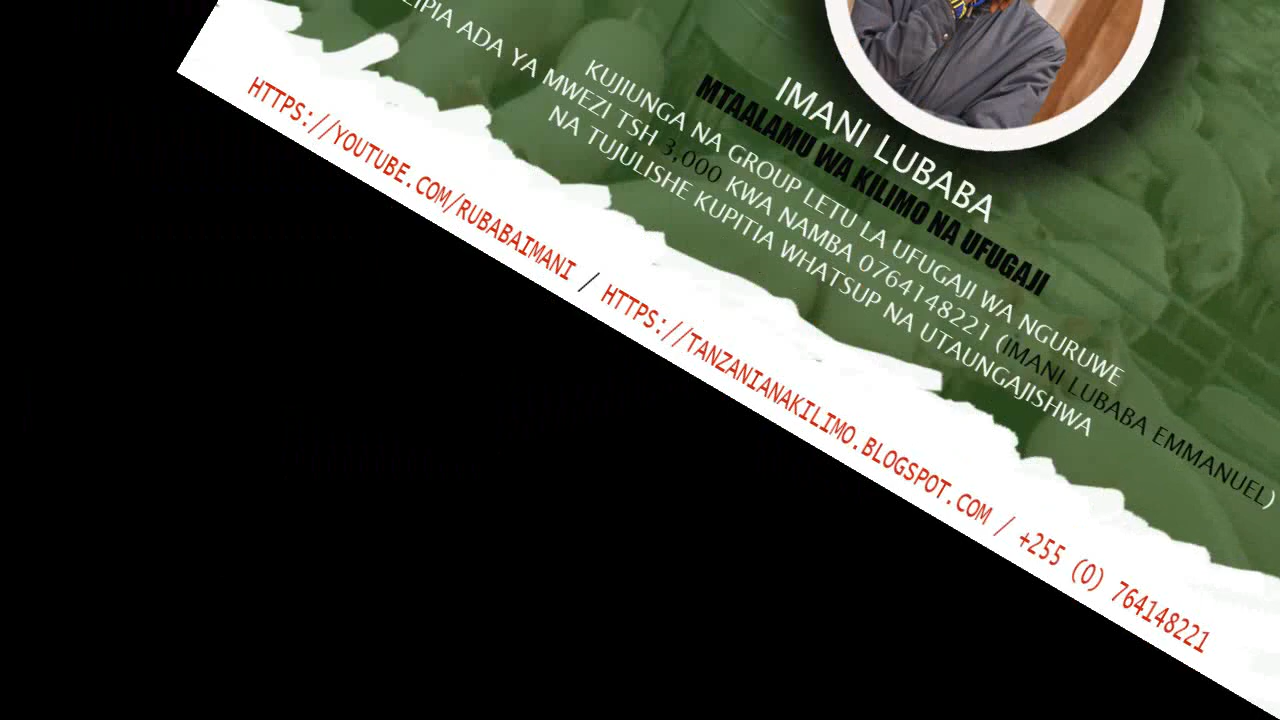 IMANI LUBABA
MTAALAMU WA KILIMO NA UFUGAJI
KUJIUNGA NA GROUP LETU LA UFUGAJI WA NGURUWE
LIPIA ADA YA MWEZI TSH 3,000 KWA NAMBA 0764148221 (IMANI LUBABA EMMANUEL)
NA TUJULISHE KUPITIA WHATSUP NA UTAUNGAJISHWA
HTTPS://YOUTUBE.COM/RUBABAIMANI / HTTPS://TANZANIANAKILIMO.BLOGSPOT.COM / +255 (0) 764148221